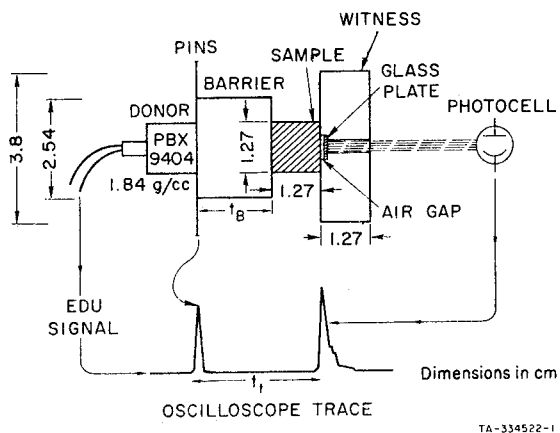 PINS
WITNESS
SAMPLE
GLASS
PLATE
BARRIER
PHOTOCELL
DONOR
PBX
9404
1.84 g/cc
3.8
2.54
1.27
1.27
tB
AIR GAP
1.27
EDU
SIGNAL
t1
Dimensions in cm
OSCILLOSCOPE TRACE
TA-334522-1